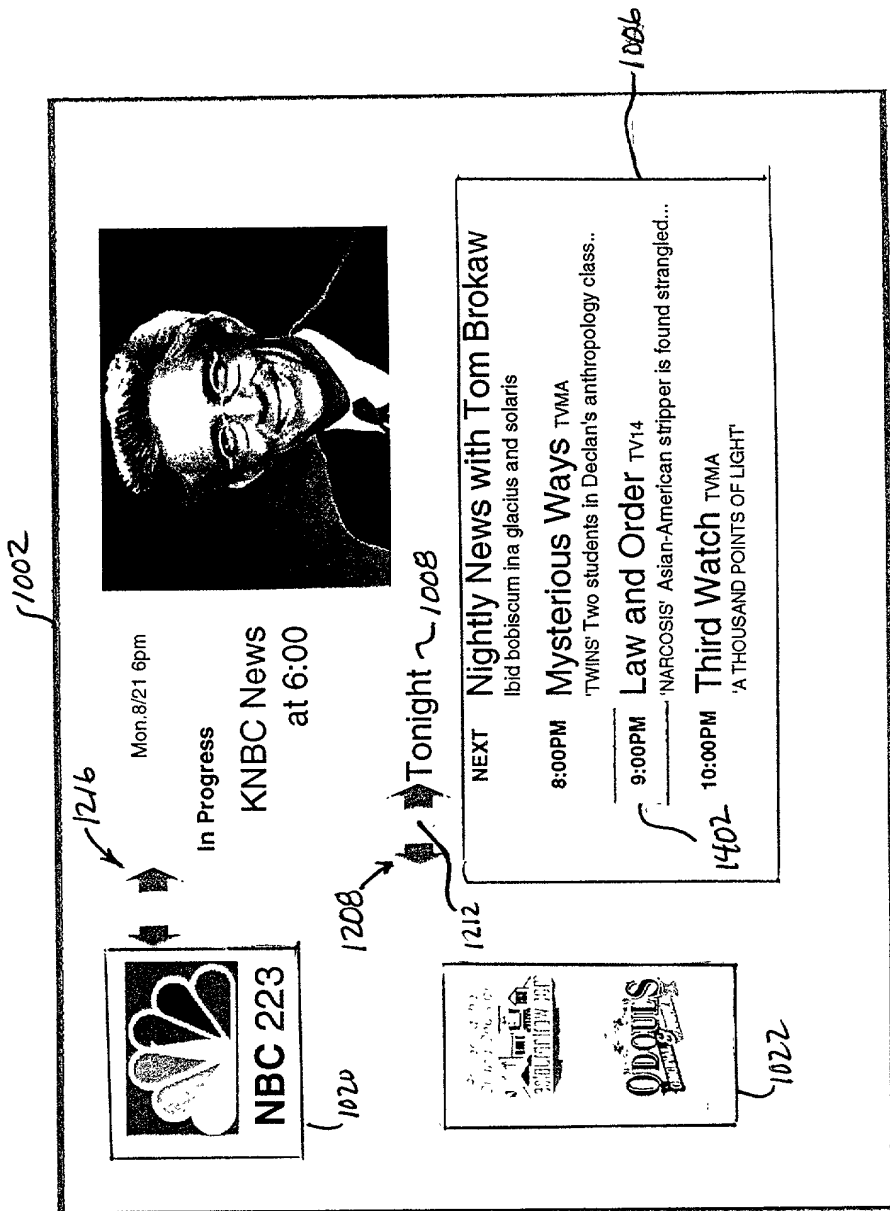 1002
1216
Mon.8/21 6pm
In Progress
KNBC News
at 6:00
NBC 223
1020
1208
Tonight 1008
1212
NEXT Nightly News with Tom Brokaw
Ibid bobiscum ina glacius and solaris
8:00PM Mysterious Ways TVMA
'TWINS' Two students in Declan's anthropology class..
9:00PM Law and Order TV14
'NARCOSIS' Asian-American stripper is found strangled...
10:00PM Third Watch TVMA
'A THOUSAND POINTS OF LIGHT'
1402
1006
ODOUL'S
1022